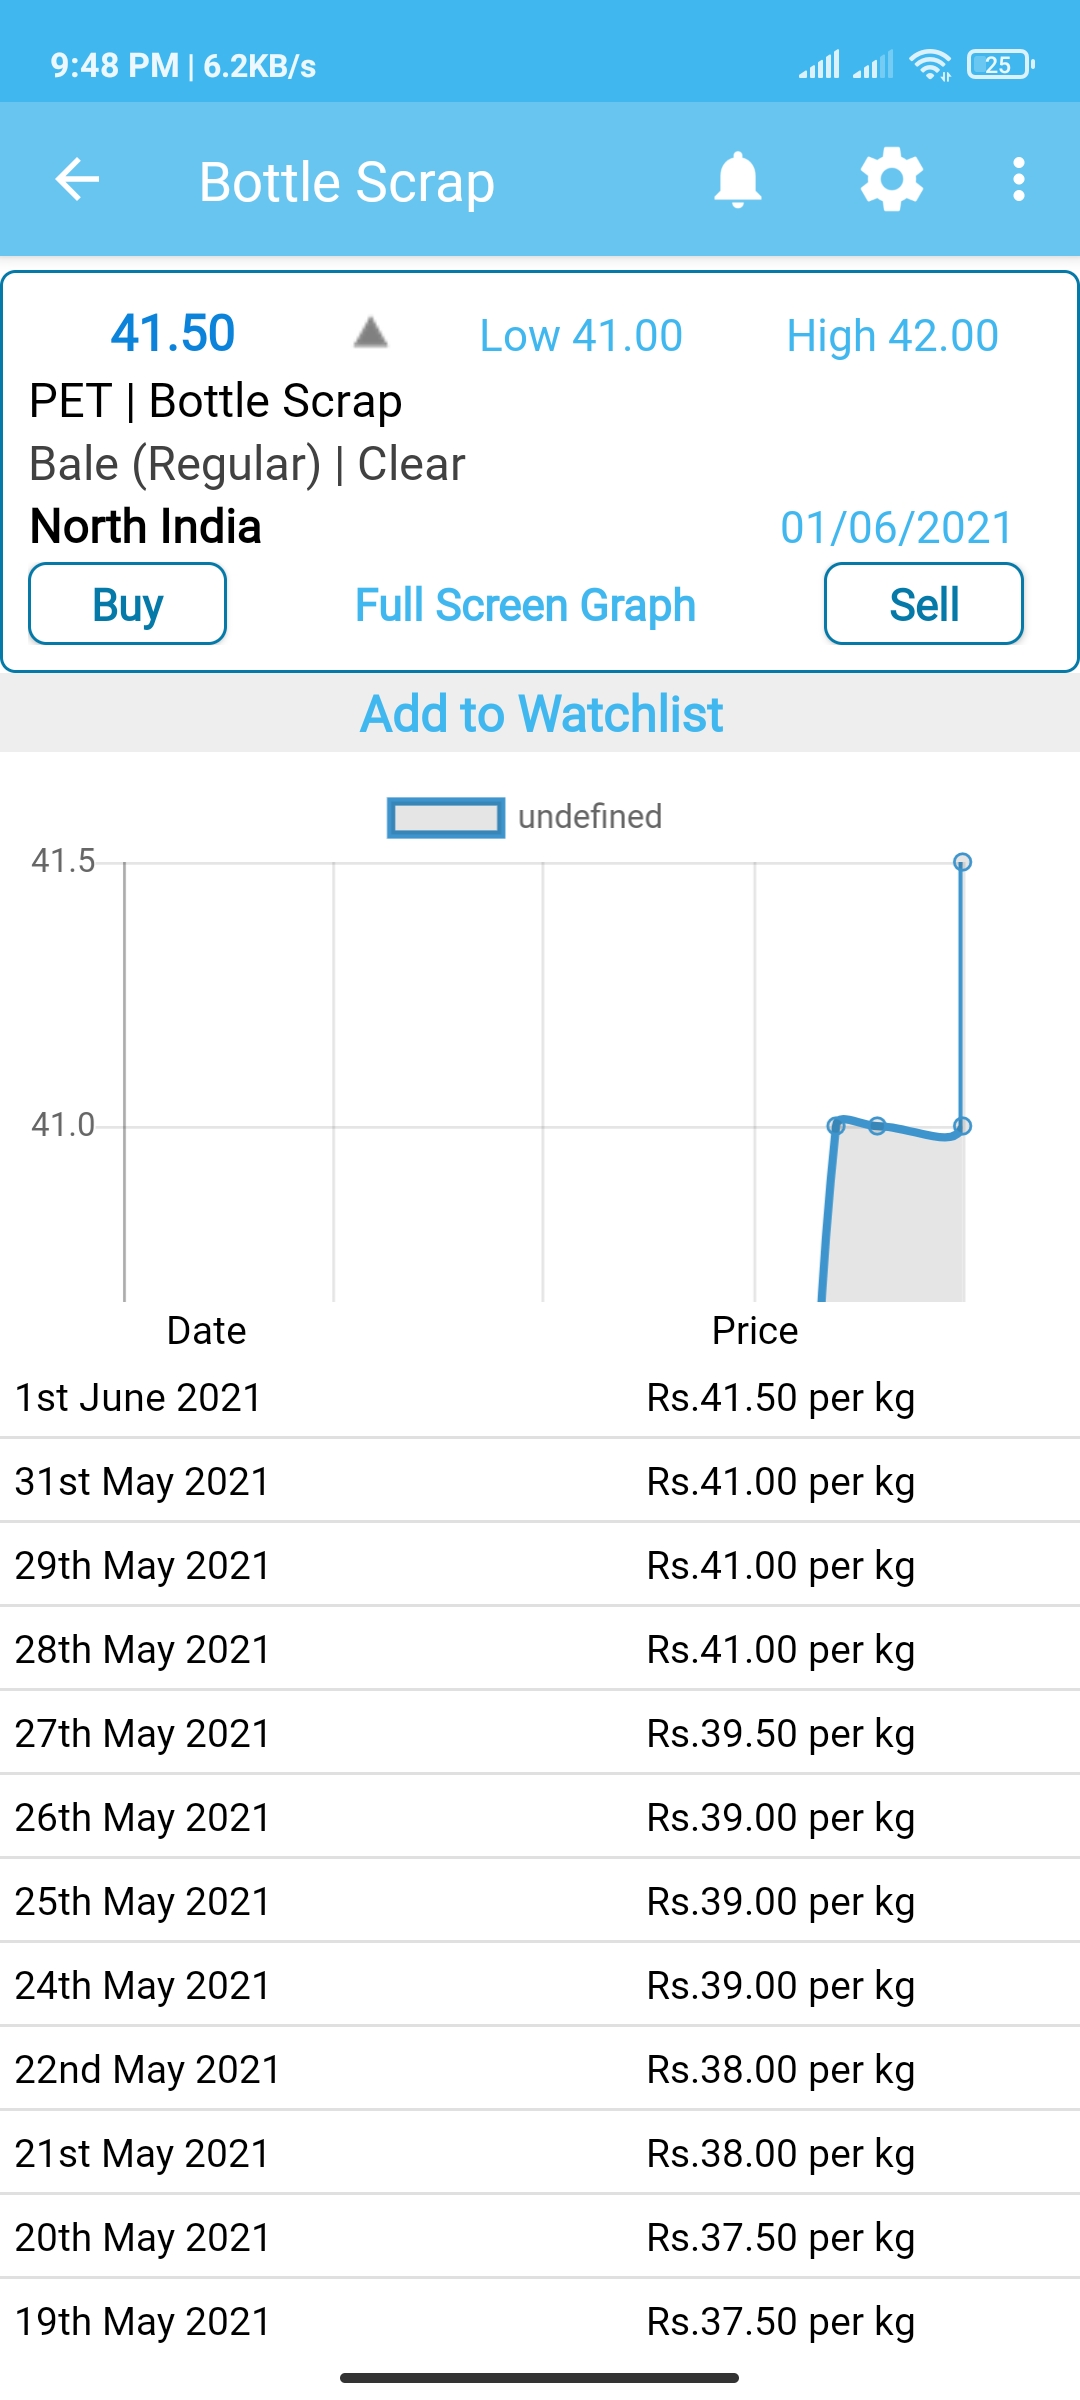 9:48 PM | 6.2KB/s 25
Bottle Scrap
41.50 Low 41.00 High 42.00
PET | Bottle Scrap
Bale (Regular) | Clear
North India 01/06/2021
Buy Full Screen Graph Sell
Add to Watchlist
undefined
41.5
41.0
Date Price
1st June 2021 Rs.41.50 per kg
31st May 2021 Rs.41.00 per kg
29th May 2021 Rs.41.00 per kg
28th May 2021 Rs.41.00 per kg
27th May 2021 Rs.39.50 per kg
26th May 2021 Rs.39.00 per kg
25th May 2021 Rs.39.00 per kg
24th May 2021 Rs.39.00 per kg
22nd May 2021 Rs.38.00 per kg
21st May 2021 Rs.38.00 per kg
20th May 2021 Rs.37.50 per kg
19th May 2021 Rs.37.50 per kg